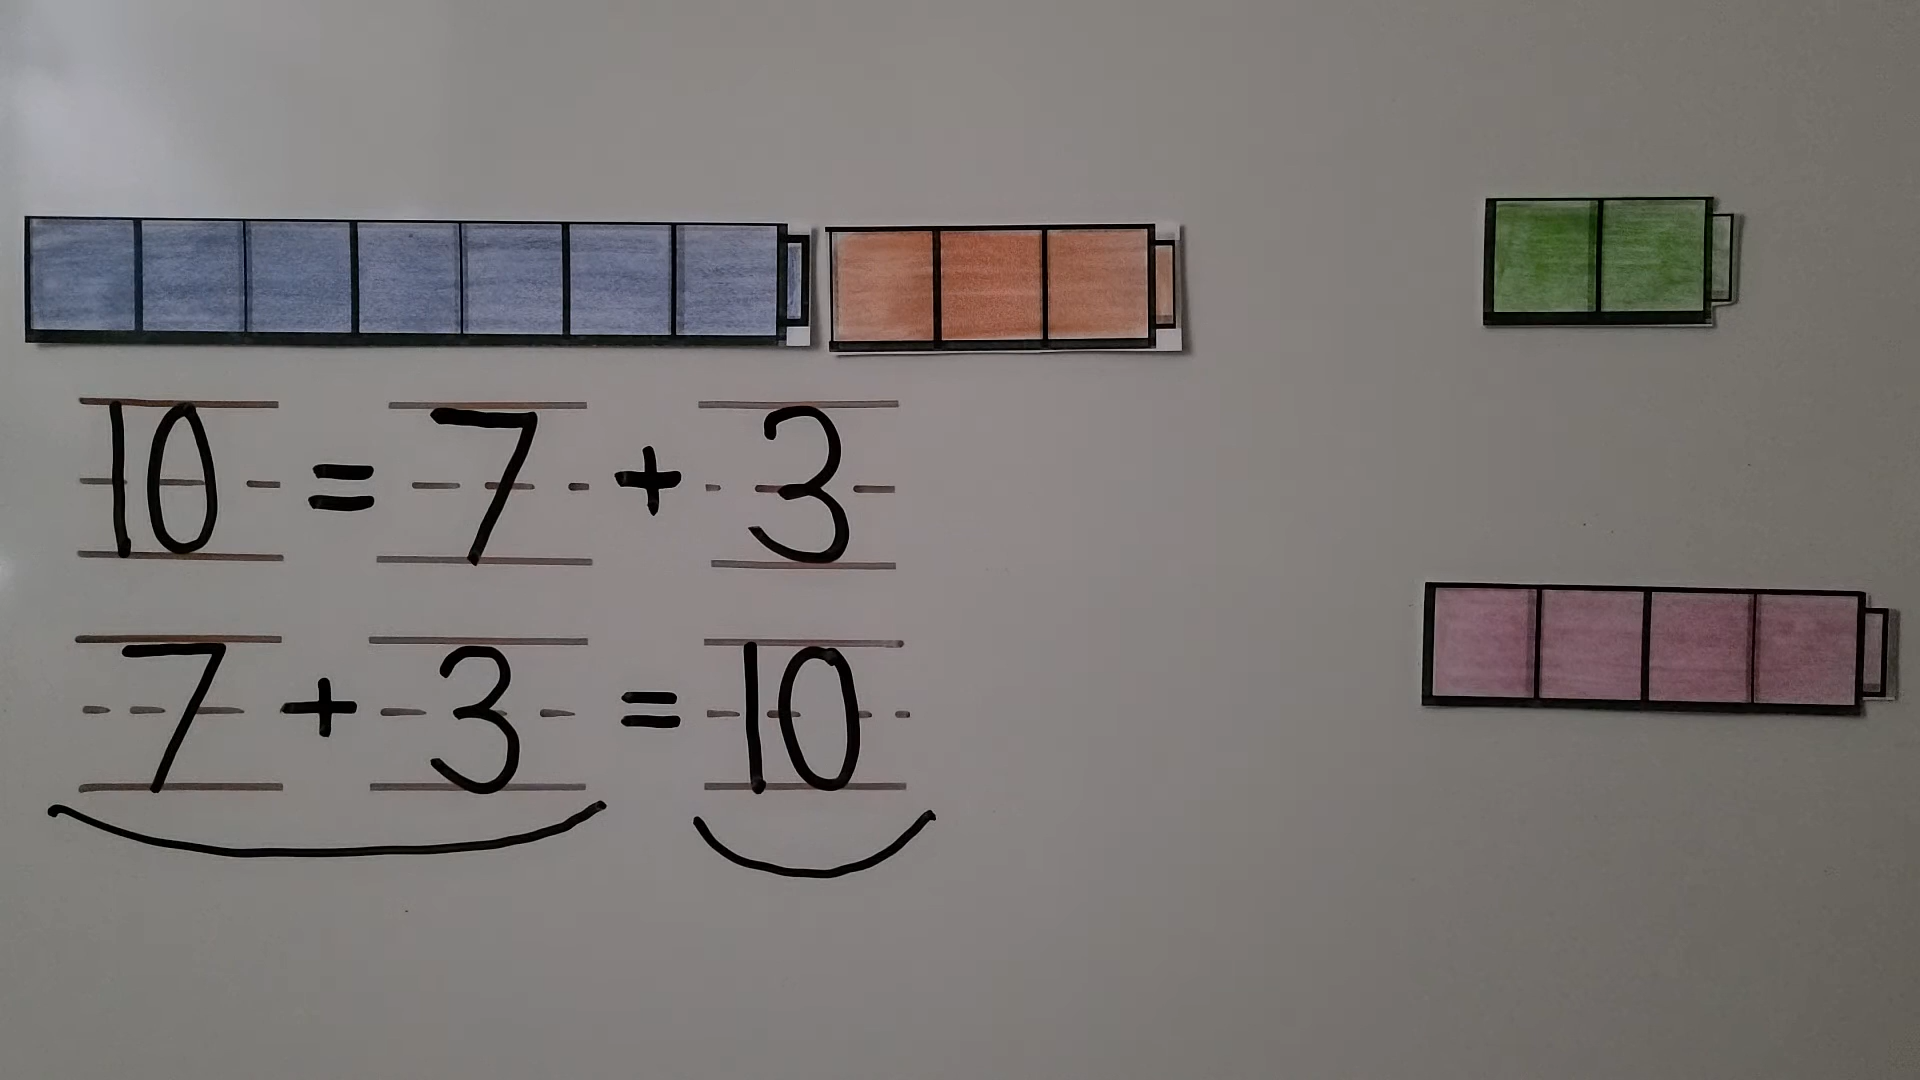 10 = 7 + 3
7 + 3 = 10